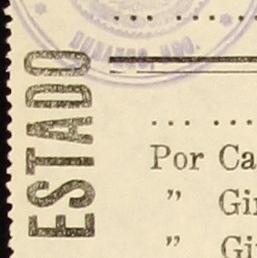 ESTADO
Por Ca
" Gi
" Gi